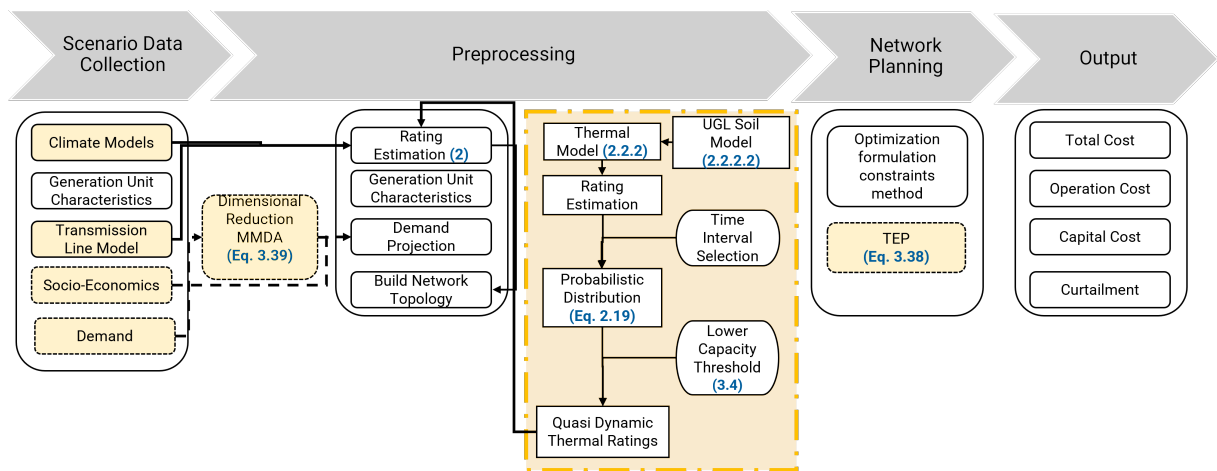 Scenario Data
Collection
Preprocessing
Network
Planning
Output
Climate Models
Generation Unit
Characteristics
Transmission
Line Model
Socio-Economics
Demand
Dimensional
Reduction
MMDA
(Eq. 3.39)
Rating
Estimation (2)
Generation Unit
Characteristics
Demand
Projection
Build Network
Topology
Thermal
Model (2.2.2)
UGL Soil
Model
(2.2.2.2)
Rating
Estimation
Time
Interval
Selection
Probabilistic
Distribution
(Eq. 2.19)
Lower
Capacity
Threshold
(3.4)
Quasi Dynamic
Thermal Ratings
Optimization
formulation
constraints
method
TEP
(Eq. 3.38)
Total Cost
Operation Cost
Capital Cost
Curtailment